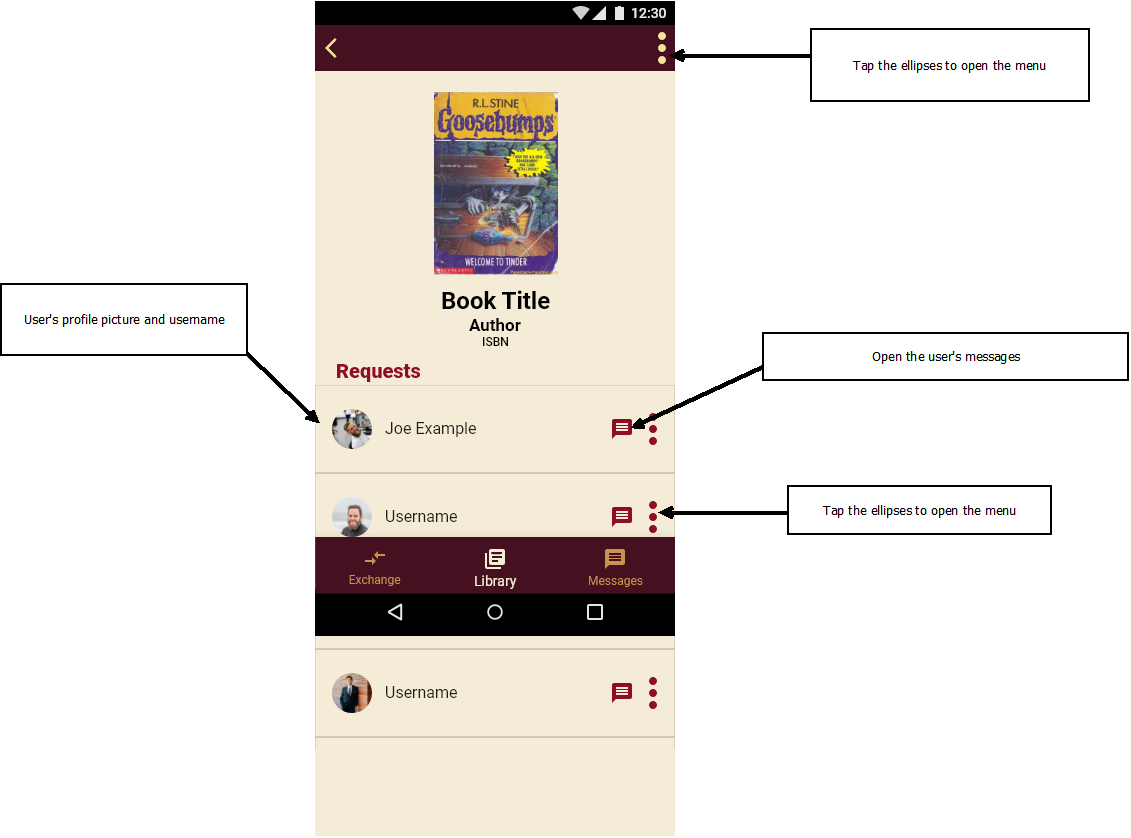 12:30
Tap the ellipses to open the menu
R.L. STINE
Goosebumps
WELCOME TO TINDER
SCHOLASTIC
Book Title
Author
ISBN
User's profile picture and username
Open the user's messages
Requests
Joe Example
Username
Tap the ellipses to open the menu
Exchange
Library
Messages
Username